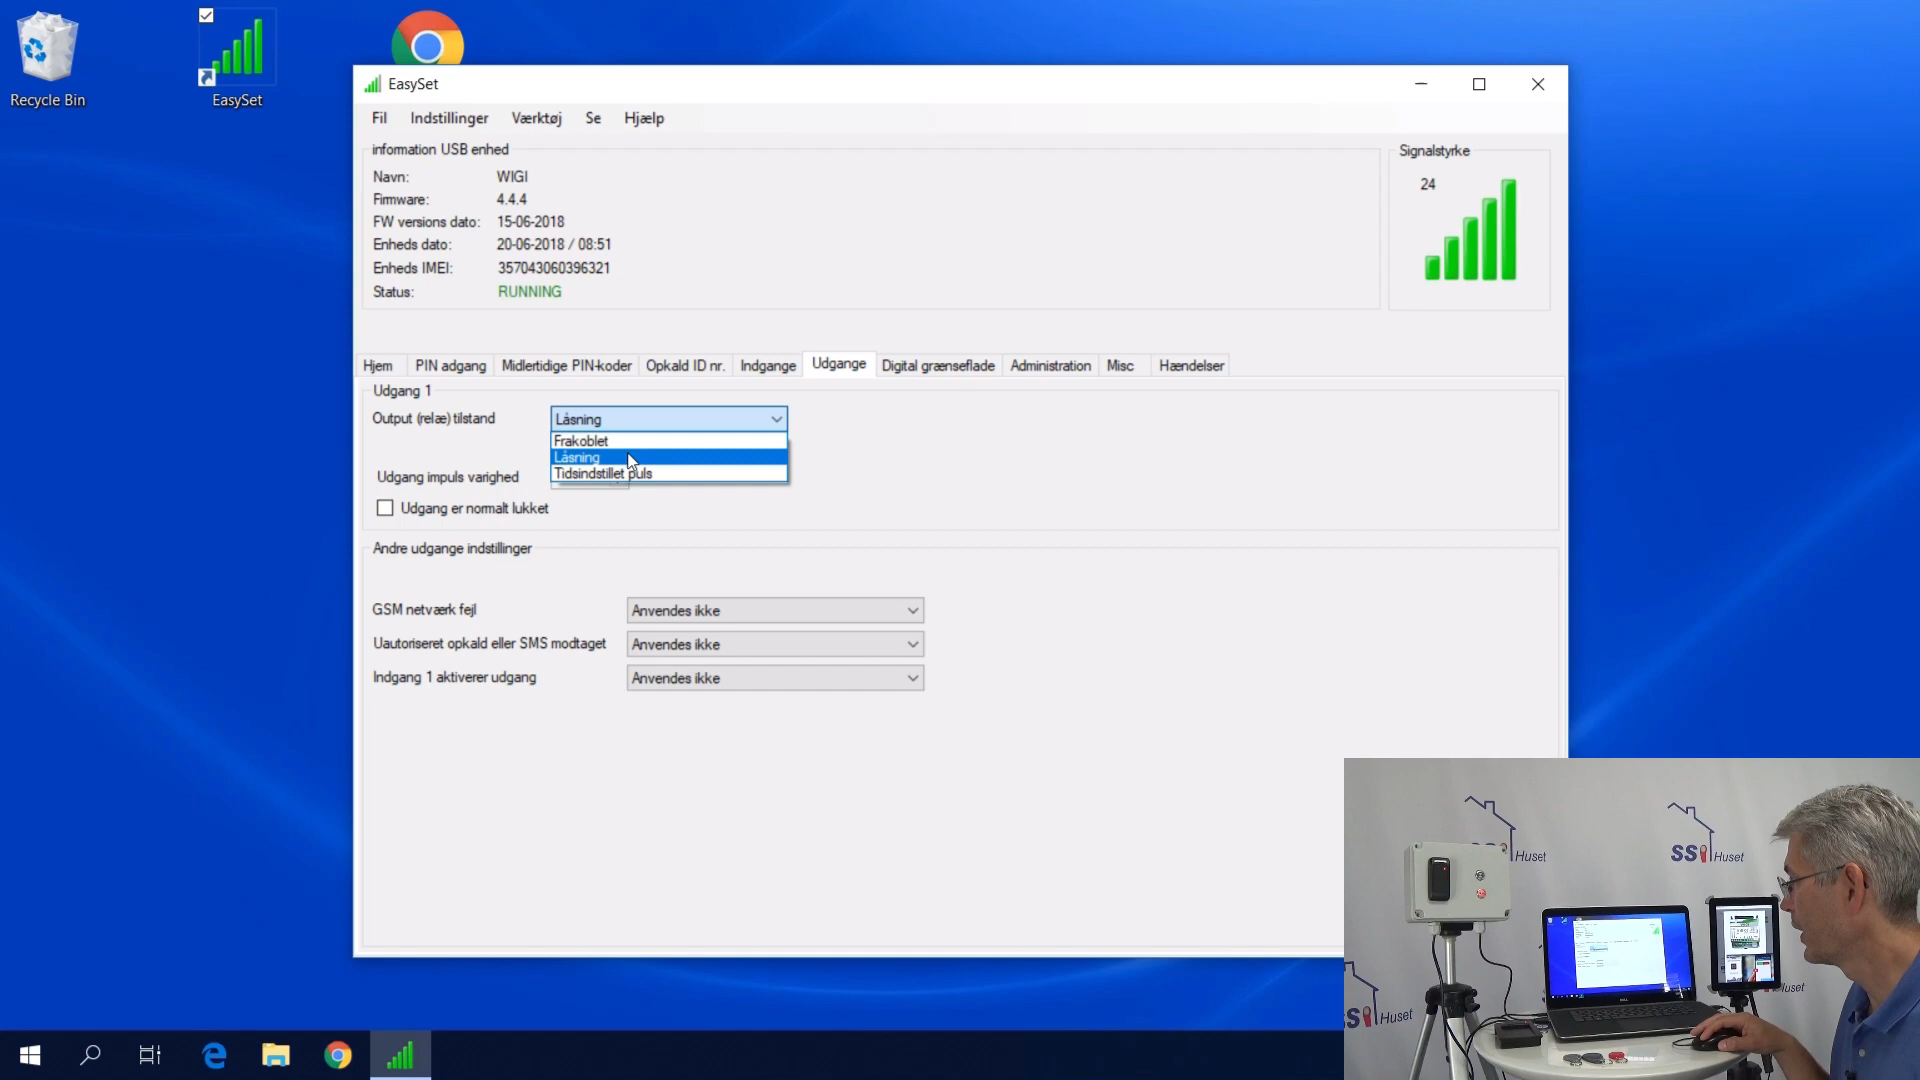 Recycle Bin
EasySet
EasySet
Fil Indstillinger Værktøj Se Hjælp
information USB enhed
Navn: WIGI
Firmware: 4.4.4
FW versions dato: 15-06-2018
Enheds dato: 20-06-2018 / 08:51
Enheds IMEI: 357043060396321
Status: RUNNING
Signalstyrke
24
Hjem PIN adgang Midlertidige PIN-koder Opkald ID nr. Indgange Udgange Digital grænseflade Administration Misc Hændelser
Udgang 1
Output (relæ) tilstand Låsning
Frakoblet
Låsning
Tidsindstillet puls
Udgang impuls varighed
Udgang er normalt lukket
Andre udgange indstillinger
GSM netværk fejl Anvendes ikke
Uautoriseret opkald eller SMS modtaget Anvendes ikke
Indgang 1 aktiverer udgang Anvendes ikke
Huset
SSi Huset
Huset